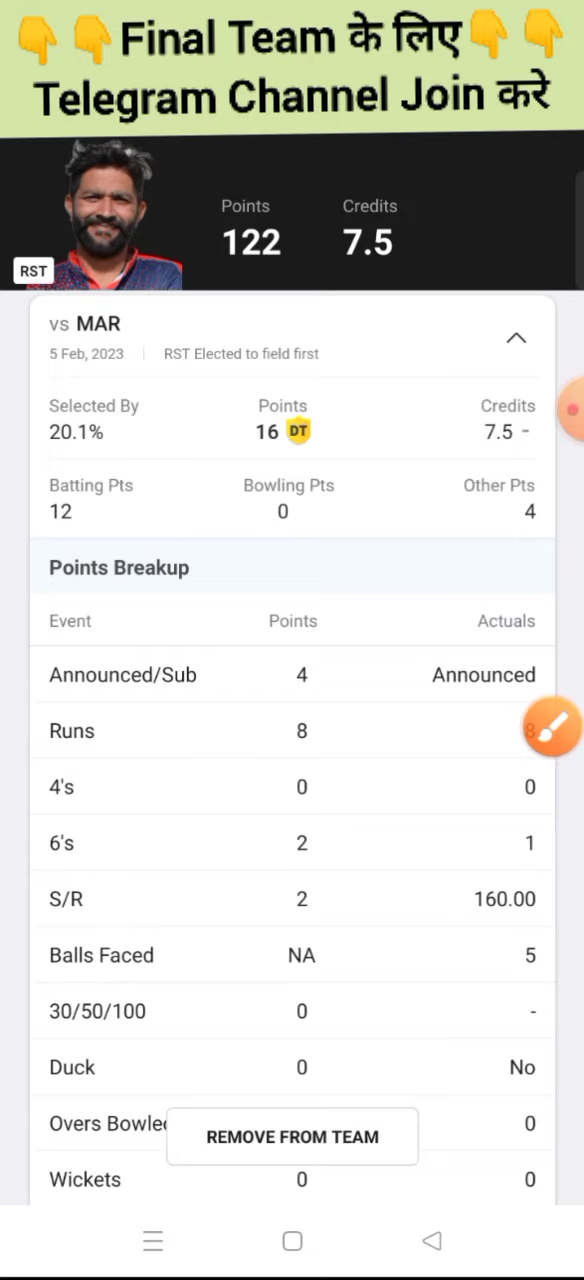 👇👇Final Team के लिए👇👇
Telegram Channel Join करे
Points Credits
122 7.5
RST
vs MAR
5 Feb, 2023 RST Elected to field first
Selected By Points Credits
20.1% 16 DT 7.5 -
Batting Pts Bowling Pts Other Pts
12 0 4
Points Breakup
Event Points Actuals
Announced/Sub 4 Announced
Runs 8 8
4's 0 0
6's 2 1
S/R 2 160.00
Balls Faced NA 5
30/50/100 0 -
Duck 0 No
Overs 0
REMOVE FROM TEAM
Wickets 0 0